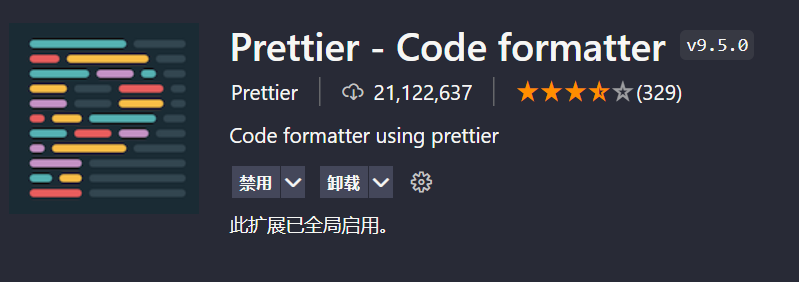 Prettier - Code formatter v9.5.0
Prettier 21,122,637 (329)
Code formatter using prettier
禁用 卸载
此扩展已全局启用。